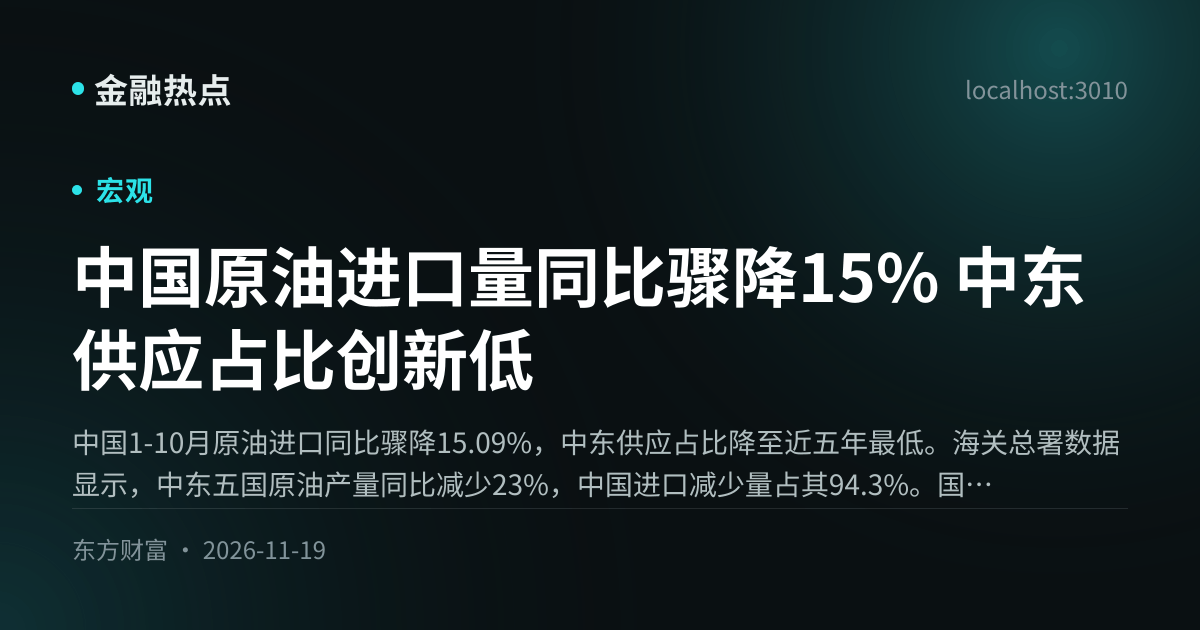 金融热点
localhost:3010
宏观
中国原油进口量同比骤降15% 中东
供应占比创新低
中国1-10月原油进口同比骤降15.09%，中东供应占比降至近五年最低。海关总署数据
显示，中东五国原油产量同比减少23%，中国进口减少量占其94.3%。国…
东方财富 • 2026-11-19